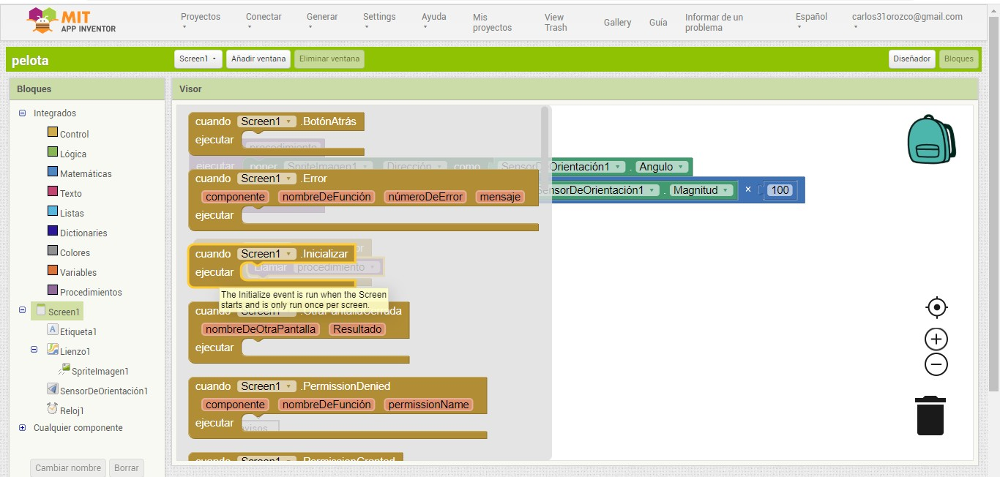 MIT
APP INVENTOR
Proyectos
Conectar
Generar
Settings
Ayuda
Mis
proyectos
View
Trash
Gallery
Guía
Informar de un
problema
Español
carlos31orozco@gmail.com
pelota
Screen1
Añadir ventana
Eliminar ventana
Diseñador
Bloques
Bloques
Integrados
Control
Lógica
Matemáticas
Texto
Listas
Dictionaries
Colores
Variables
Procedimientos
Screen1
Etiqueta1
Lienzo1
SpriteImagen1
SensorDeOrientación1
Reloj1
Cualquier componente
Cambiar nombre
Borrar
Visor
cuando Screen1 .BotónAtrás
procedimiento
ejecutar
ejecutar poner SpriteImagen1 . Dirección como SensorDeOrientación1 . Angulo
cuando Screen1 .Error
SensorDeOrientación1 . Magnitud × 100
componente nombreDeFunción númeroDeError mensaje
ejecutar
cuando Screen1 .Inicializar
ejecutar
Llamar procedimiento
The Initialize event is run when the Screen
starts and is only run once per screen.
cuando Screen1 .OtraPantallaCerrada
nombreDeOtraPantalla Resultado
ejecutar
cuando Screen1 .PermissionDenied
componente nombreDeFunción permissionName
ejecutar
cuando Screen1 .PermissionGranted